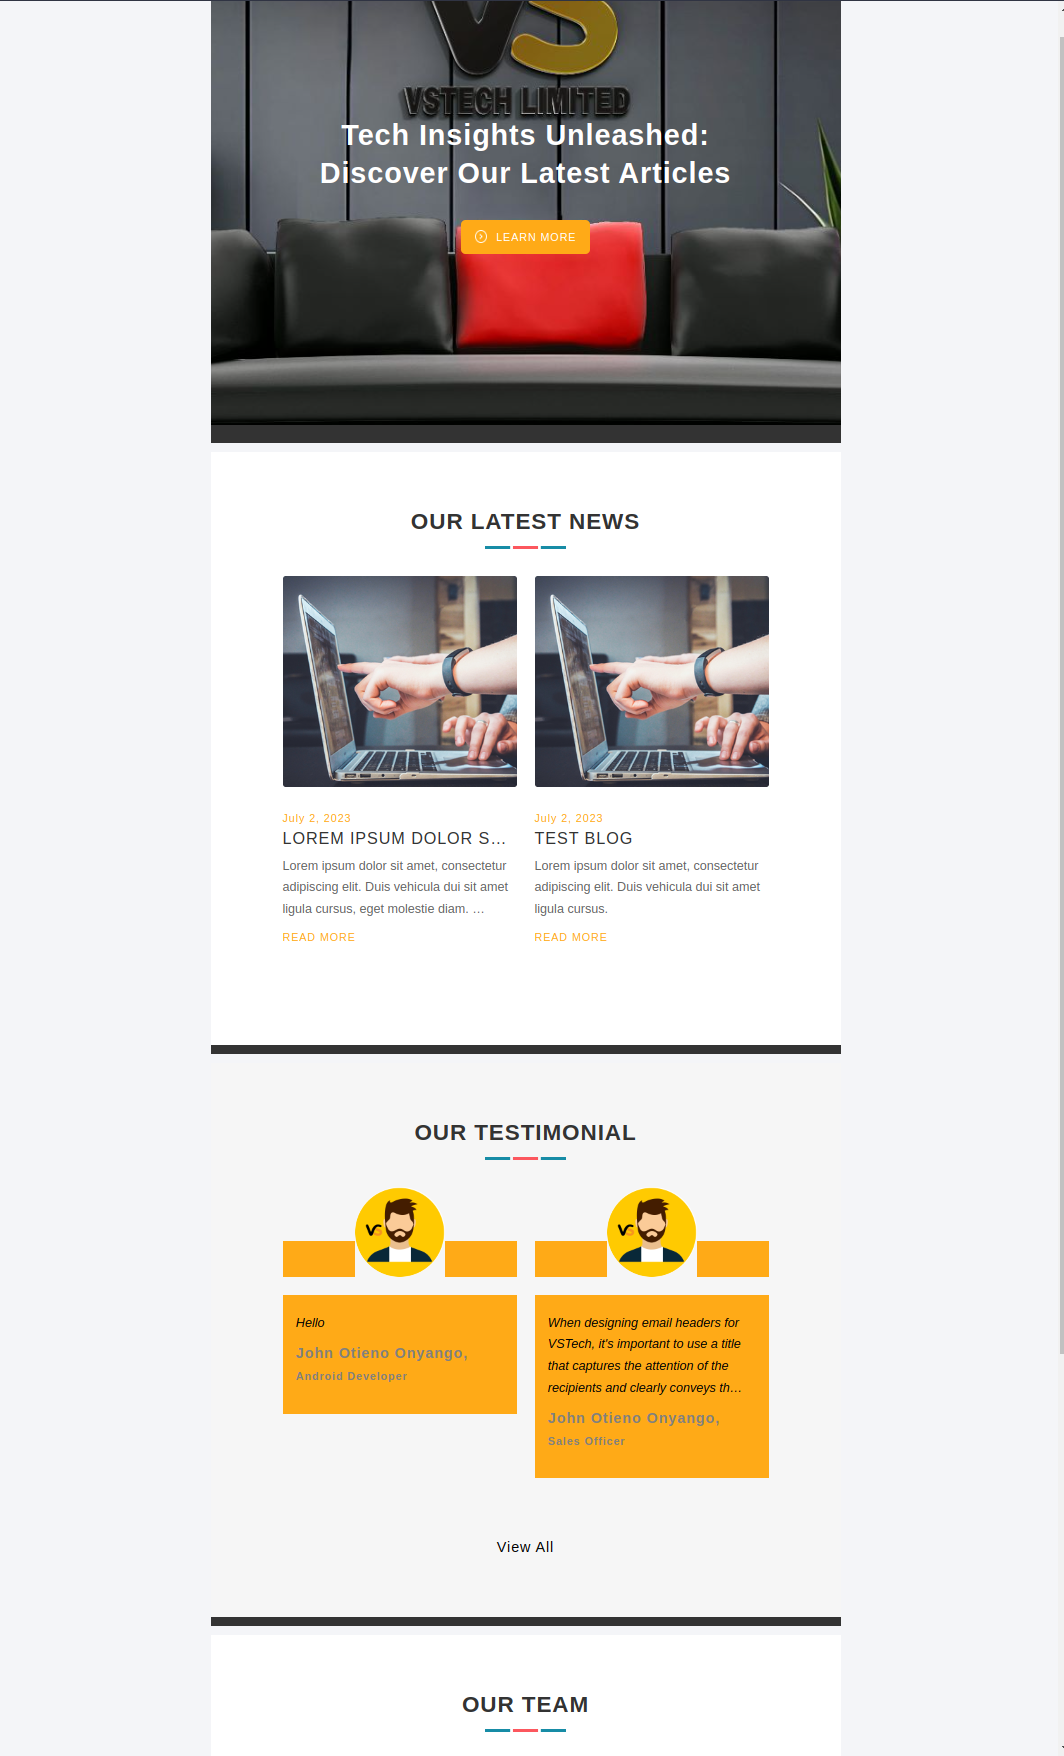 VS
VSTECH LIMITED
Tech Insights Unleashed:
Discover Our Latest Articles
LEARN MORE
OUR LATEST NEWS
July 2, 2023
LOREM IPSUM DOLOR S...
Lorem ipsum dolor sit amet, consectetur
adipiscing elit. Duis vehicula dui sit amet
ligula cursus, eget molestie diam. ...
READ MORE
July 2, 2023
TEST BLOG
Lorem ipsum dolor sit amet, consectetur
adipiscing elit. Duis vehicula dui sit amet
ligula cursus.
READ MORE
OUR TESTIMONIAL
VS
Hello
John Otieno Onyango,
Android Developer
VS
When designing email headers for
VSTech, it's important to use a title
that captures the attention of the
recipients and clearly conveys th...
John Otieno Onyango,
Sales Officer
View All
OUR TEAM